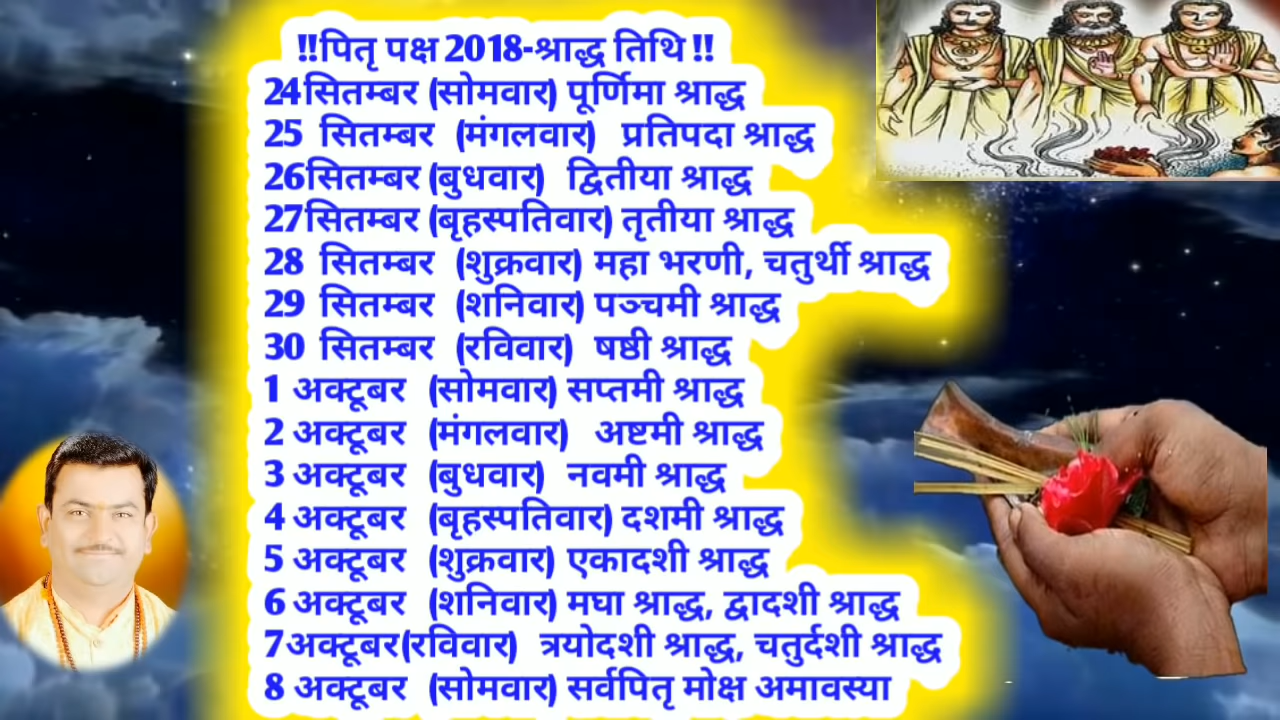 !!पितृ पक्ष 2018-श्राद्ध तिथि !!
24सितम्बर (सोमवार) पूर्णिमा श्राद्ध
25 सितम्बर (मंगलवार) प्रतिपदा श्राद्ध
26सितम्बर (बुधवार) द्वितीया श्राद्ध
27सितम्बर (बृहस्पतिवार) तृतीया श्राद्ध
28 सितम्बर (शुक्रवार) महा भरणी, चतुर्थी श्राद्ध
29 सितम्बर (शनिवार) पञ्चमी श्राद्ध
30 सितम्बर (रविवार) षष्ठी श्राद्ध
1 अक्टूबर (सोमवार) सप्तमी श्राद्ध
2 अक्टूबर (मंगलवार) अष्टमी श्राद्ध
3 अक्टूबर (बुधवार) नवमी श्राद्ध
4 अक्टूबर (बृहस्पतिवार) दशमी श्राद्ध
5 अक्टूबर (शुक्रवार) एकादशी श्राद्ध
6 अक्टूबर (शनिवार) मघा श्राद्ध, द्वादशी श्राद्ध
7अक्टूबर(रविवार) त्रयोदशी श्राद्ध, चतुर्दशी श्राद्ध
8 अक्टूबर (सोमवार) सर्वपितृ मोक्ष अमावस्या